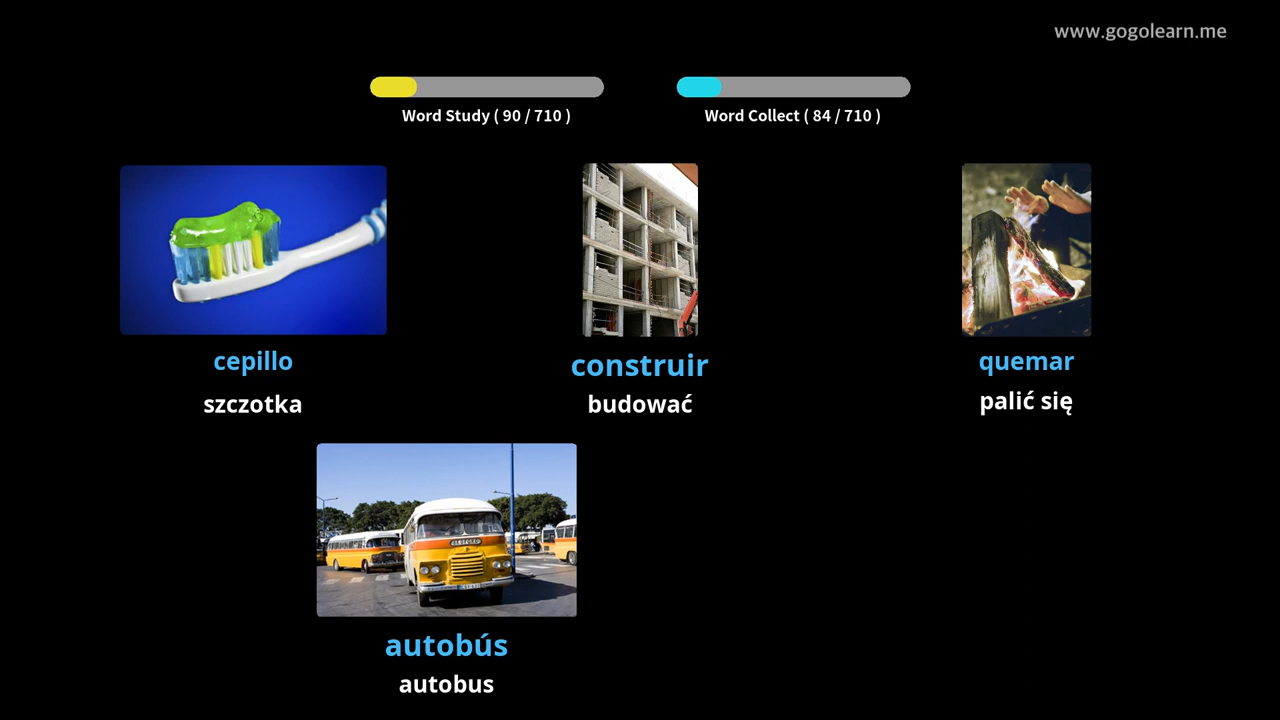 www.gogolearn.me
Word Study ( 90 / 710 )
Word Collect ( 84 / 710 )
cepillo
szczotka
construir
budować
quemar
palić się
BEDFORD
autobús
autobus